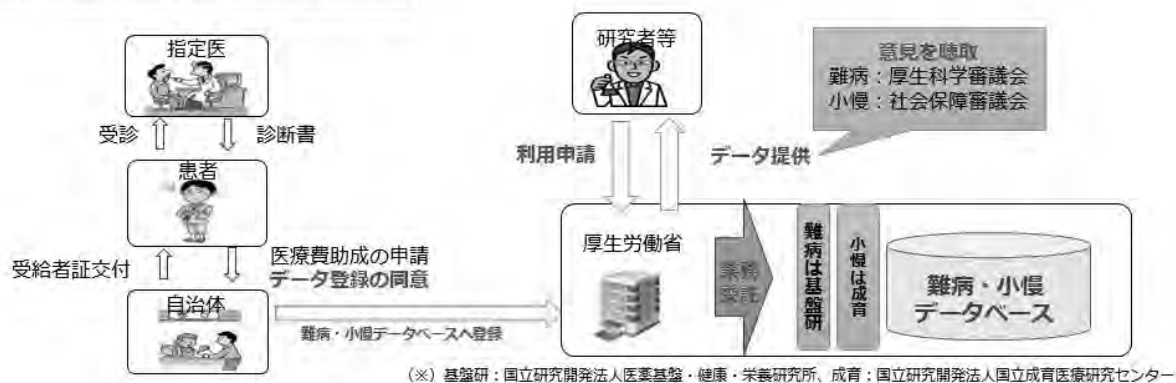 指定医
受診
診断書
患者
受給者証交付
医療費助成の申請
データ登録の同意
自治体
難病・小慢データベースへ登録
研究者等
利用申請
データ提供
意見を聴取
難病：厚生科学審議会
小慢：社会保障審議会
厚生労働省
業務
委託
難病は基盤研
小慢は成育
難病・小慢
データベース
（※）基盤研：国立研究開発法人医薬基盤・健康・栄養研究所、成育：国立研究開発法人国立成育医療研究センター